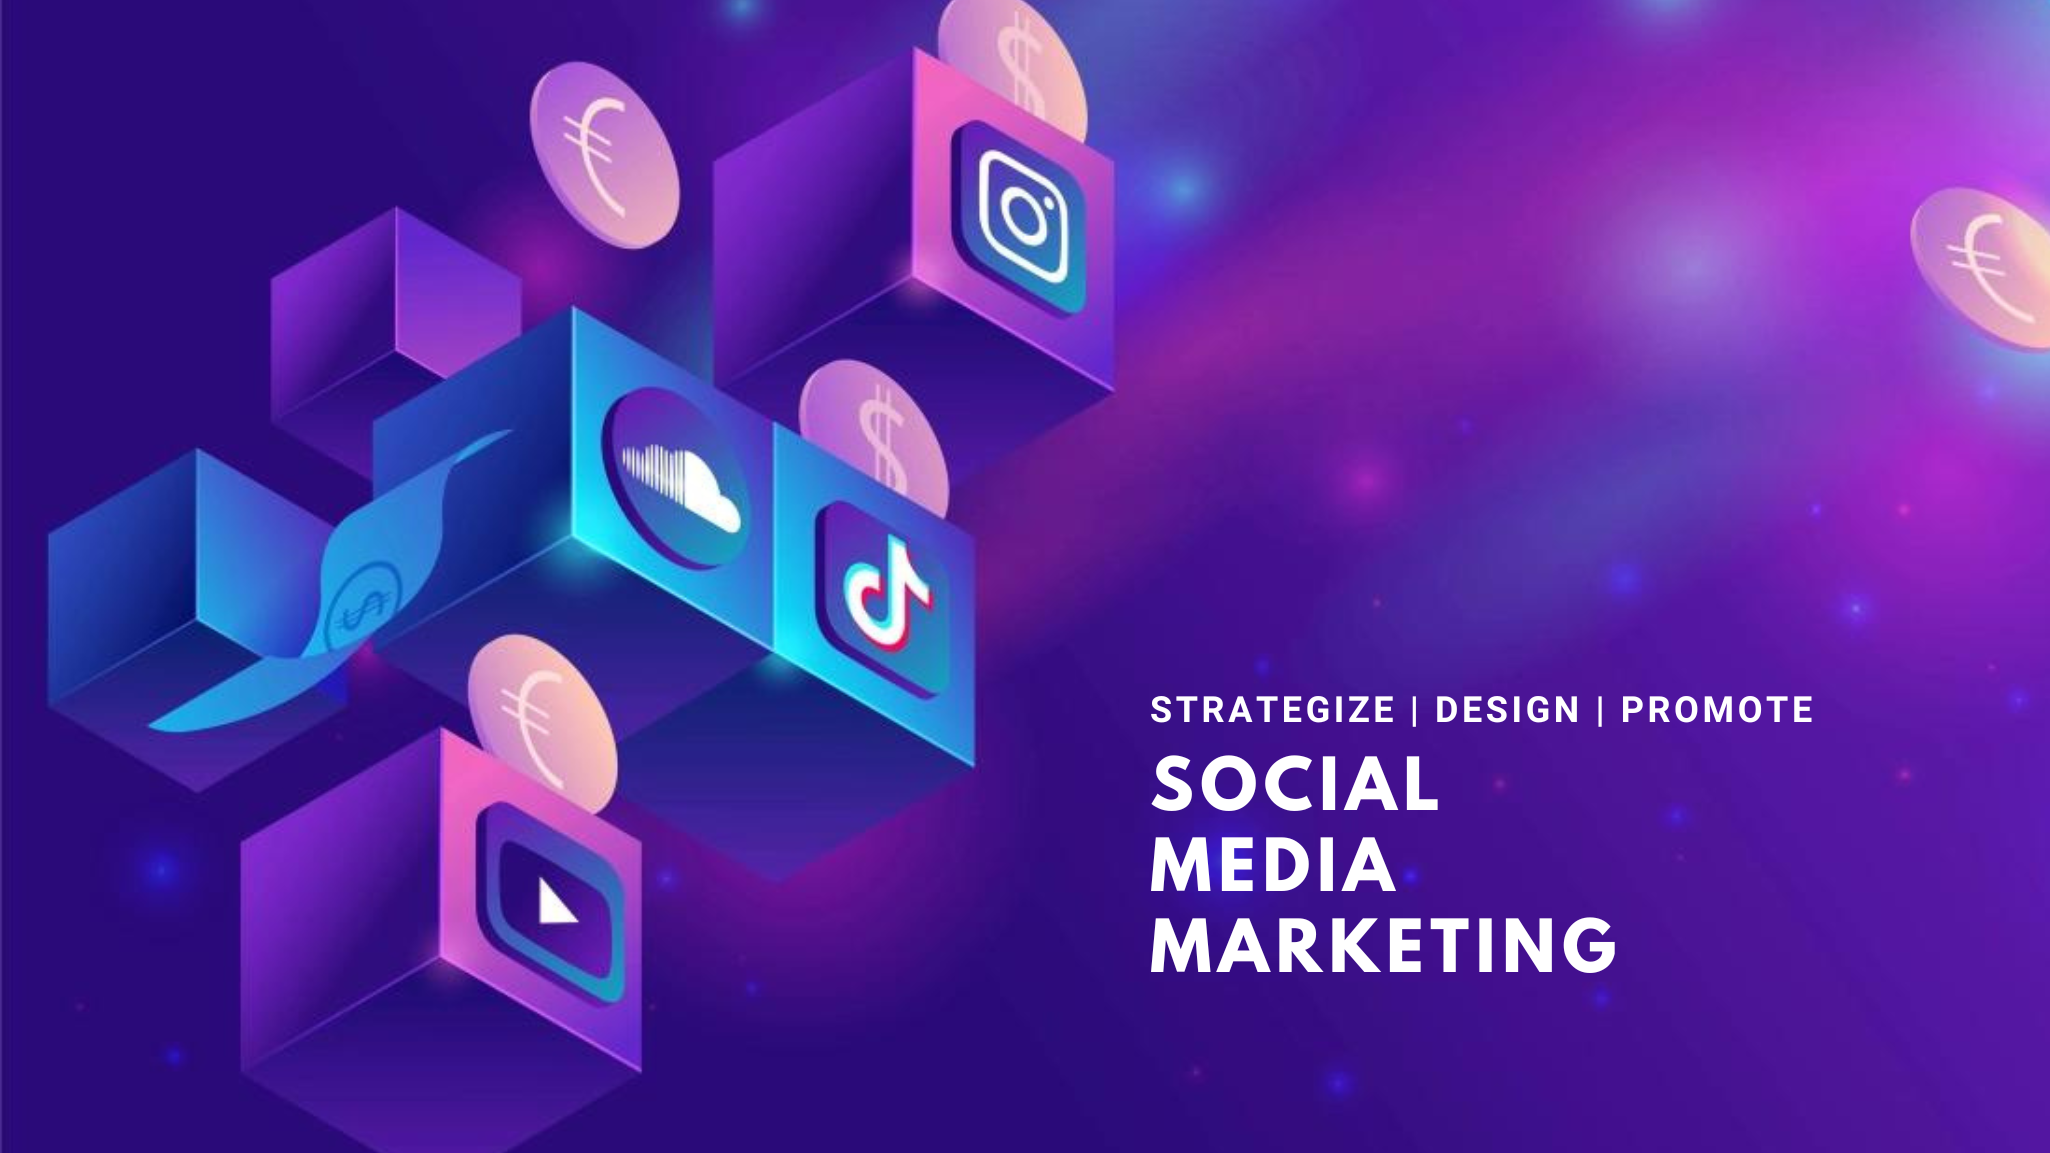 STRATEGIZE | DESIGN | PROMOTE
SOCIAL
MEDIA
MARKETING